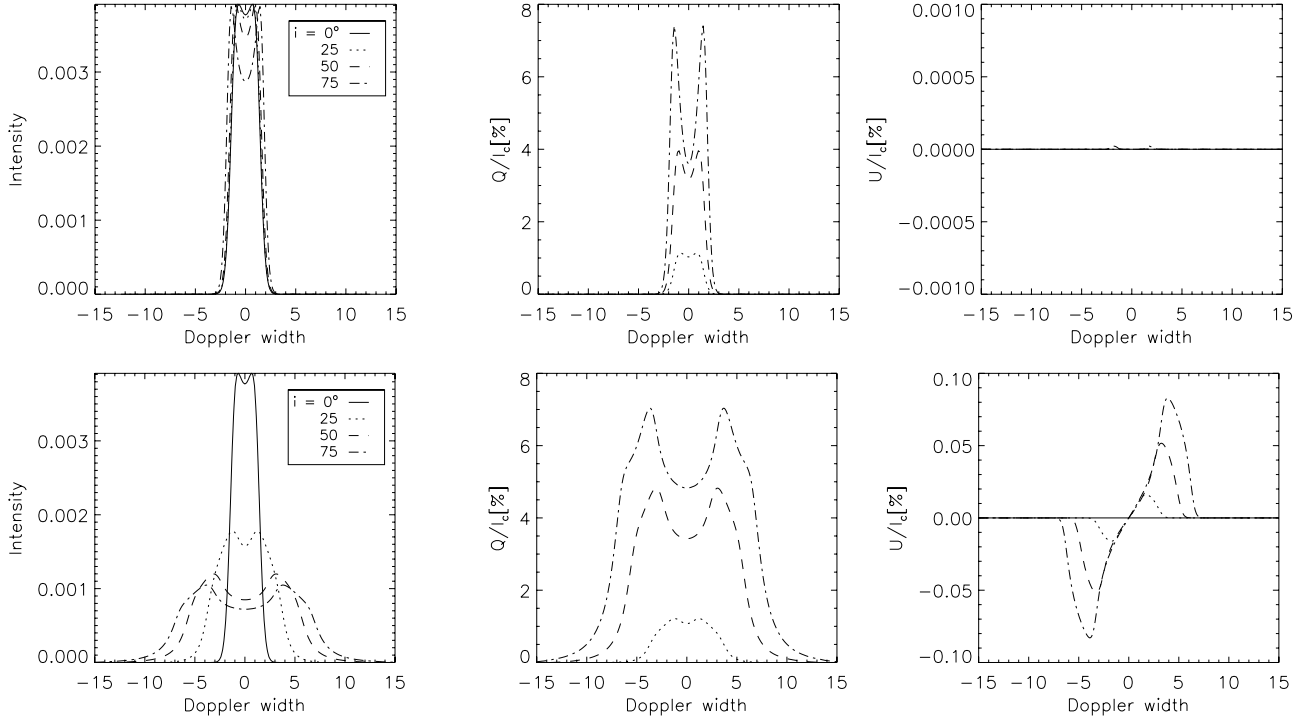 0.003
0.002
0.001
0.000
Intensity
i = 0°
25
50
75
−15 −10 −5 0 5 10 15
Doppler width
8
6
4
2
0
Q/Ic[%]
−15 −10 −5 0 5 10 15
Doppler width
0.0010
0.0005
0.0000
−0.0005
−0.0010
U/Ic[%]
−15 −10 −5 0 5 10 15
Doppler width
0.003
0.002
0.001
0.000
Intensity
i = 0°
25
50
75
−15 −10 −5 0 5 10 15
Doppler width
8
6
4
2
0
Q/Ic[%]
−15 −10 −5 0 5 10 15
Doppler width
0.10
0.05
0.00
−0.05
−0.10
U/Ic[%]
−15 −10 −5 0 5 10 15
Doppler width